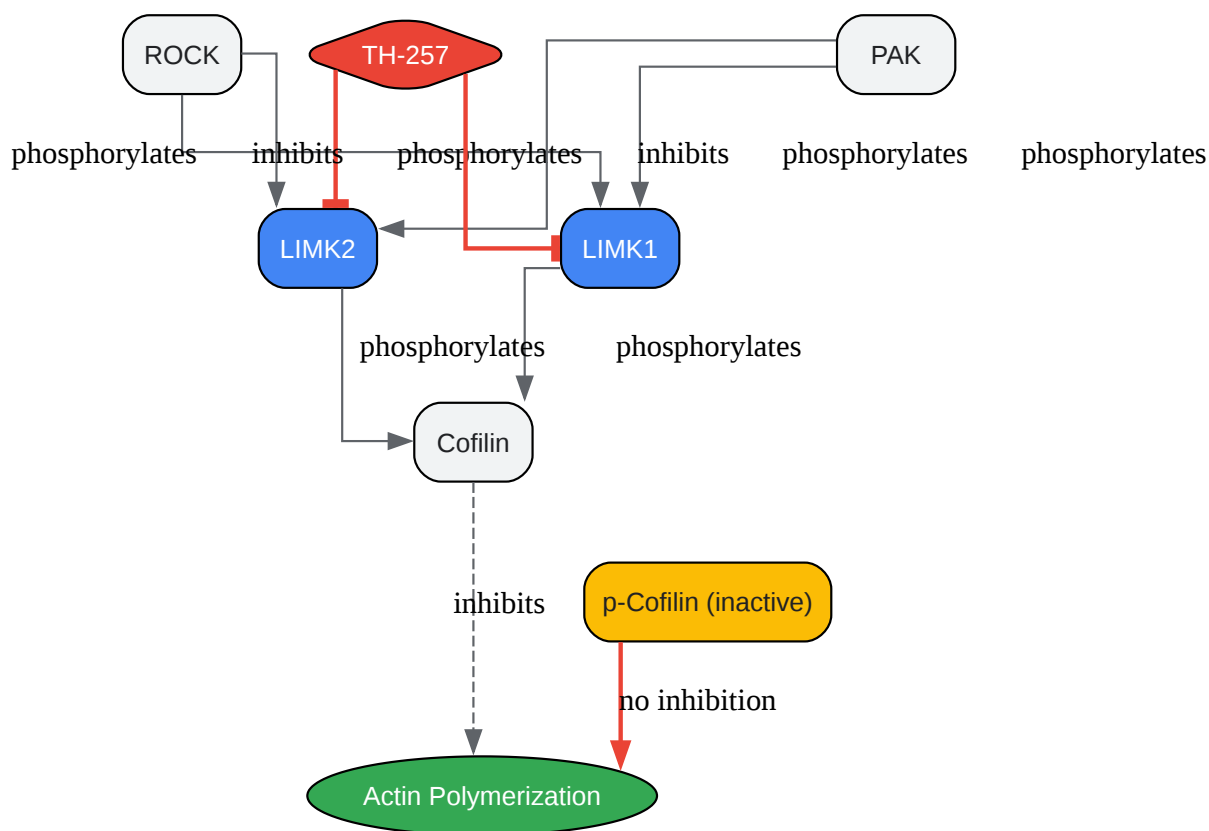 ROCK
TH-257
PAK
phosphorylates
inhibits
phosphorylates
inhibits
phosphorylates
phosphorylates
LIMK2
LIMK1
phosphorylates
phosphorylates
Cofilin
inhibits
p-Cofilin (inactive)
no inhibition
Actin Polymerization